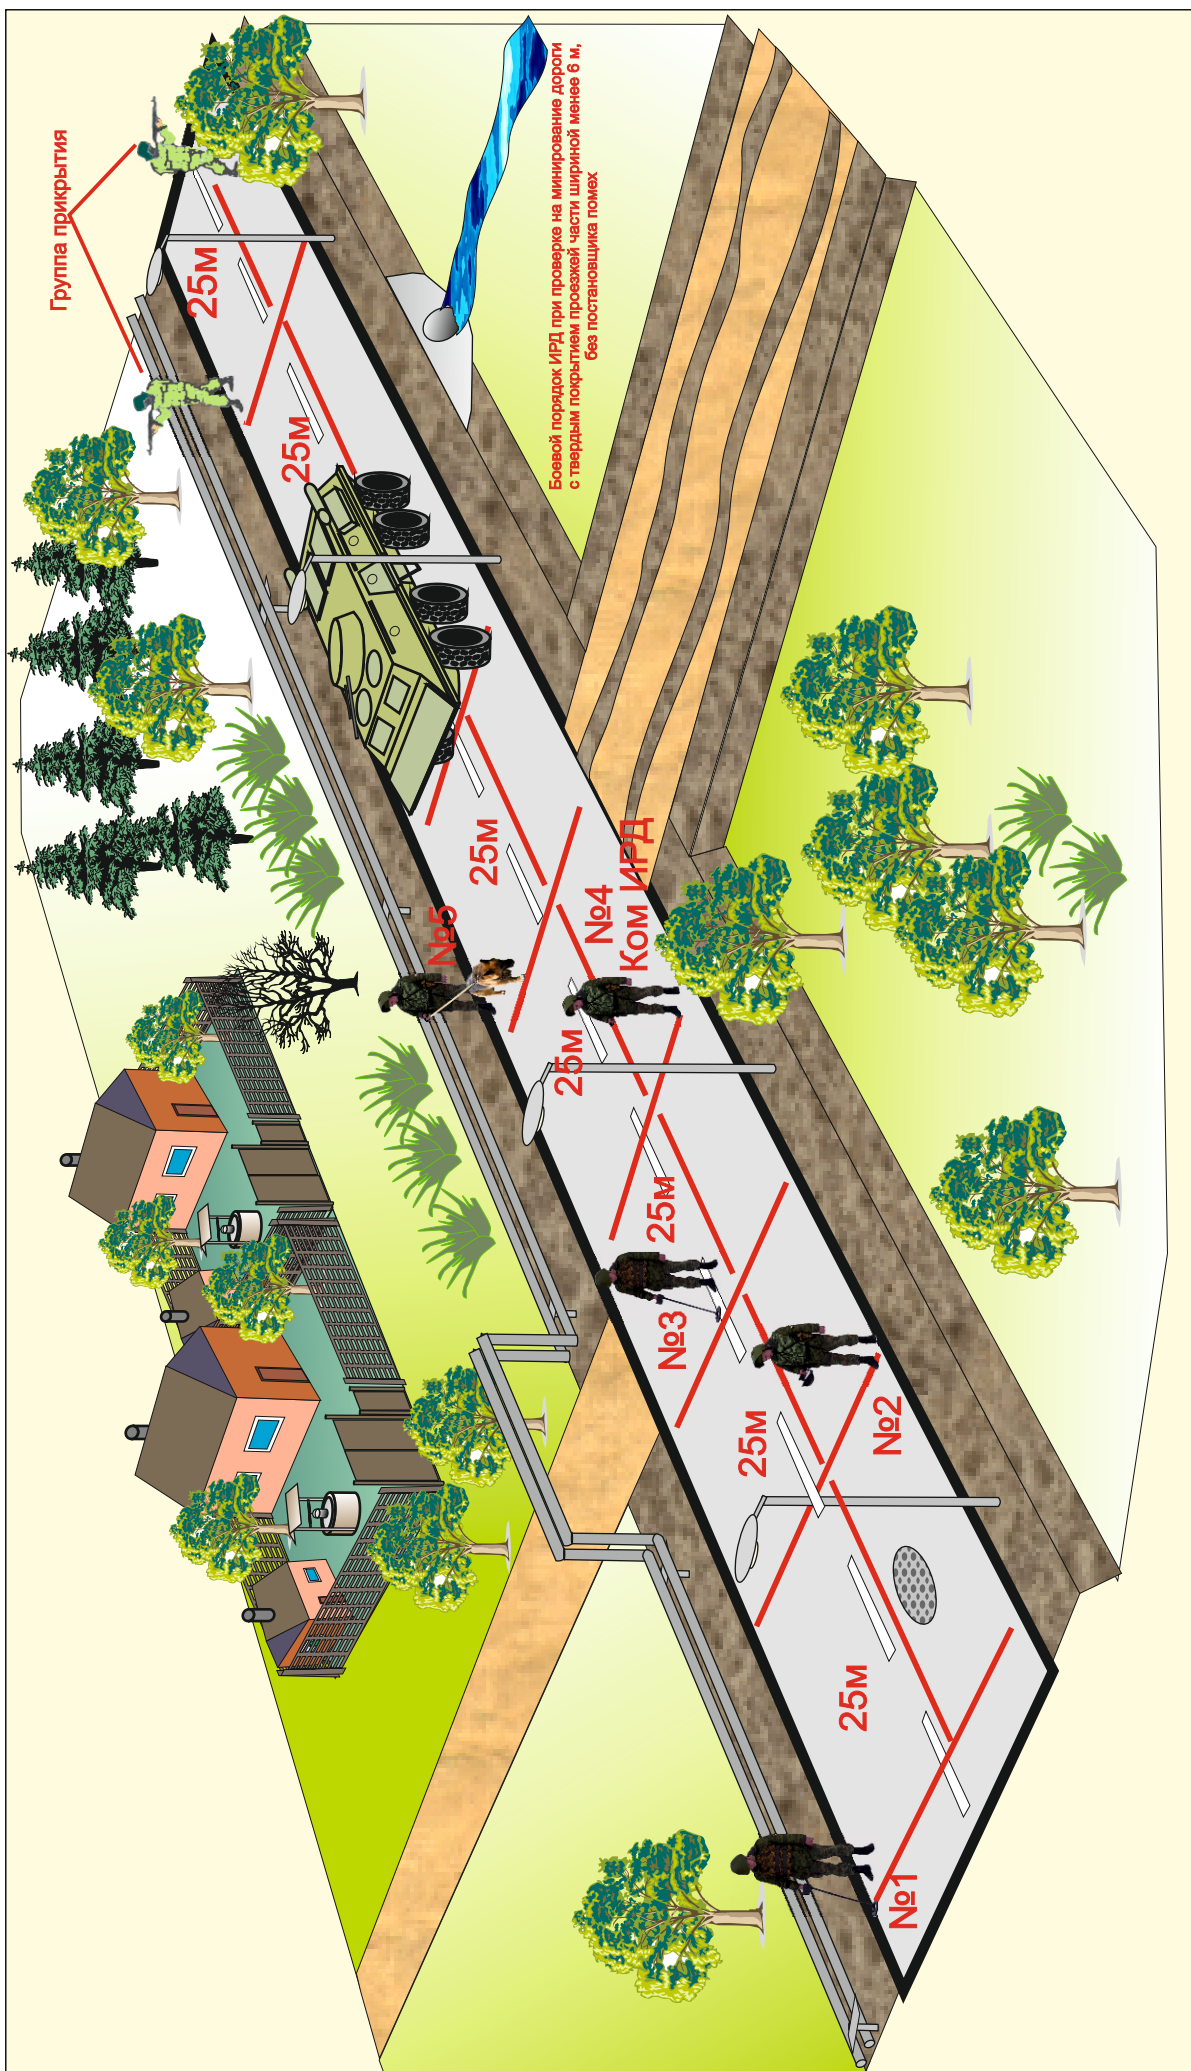 Группа прикрытия
25м
25м
Боевой порядок ИРД при проверке на минирование дороги
с твердым покрытием проезжей части шириной менее 6 м,
без постановщика помех
25м
№5
№4
Ком ИРД
25м
25м
№3
№2
25м
25м
№1